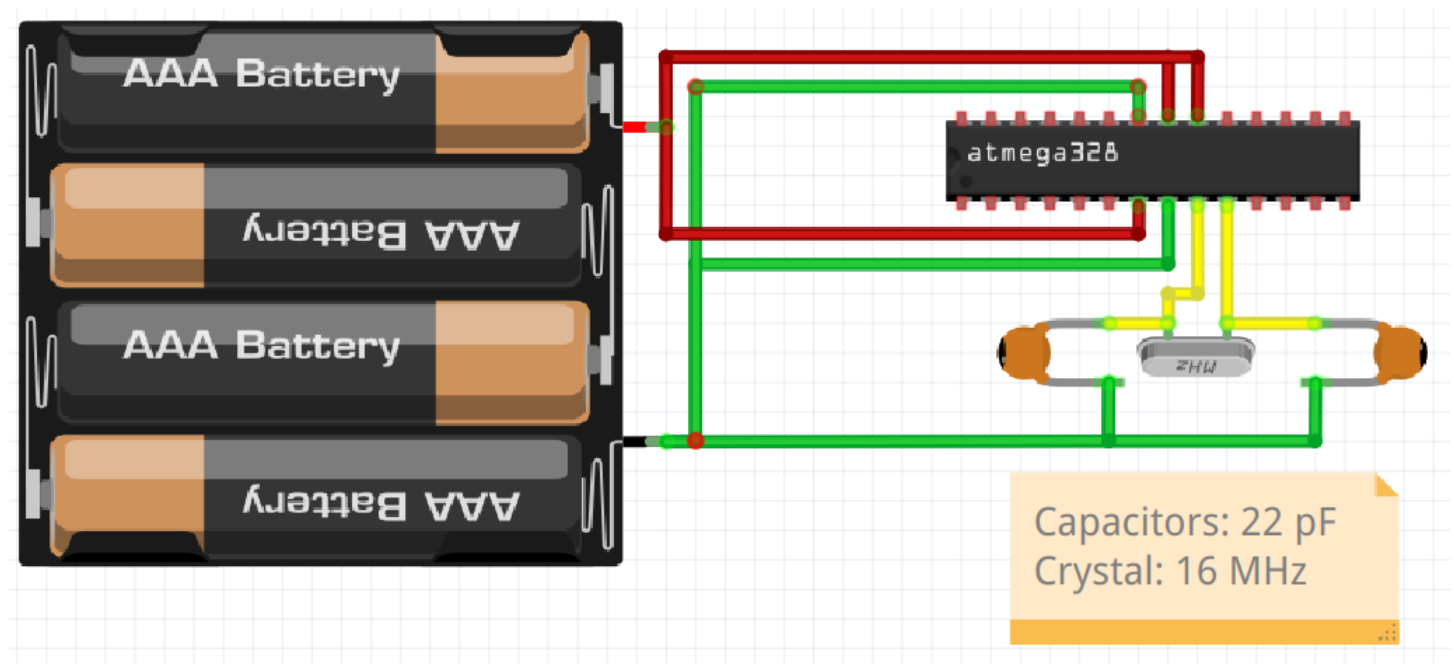 AAA Battery
atmega328
AAA Battery
AAA Battery
MHz
AAA Battery
Capacitors: 22 pF
Crystal: 16 MHz